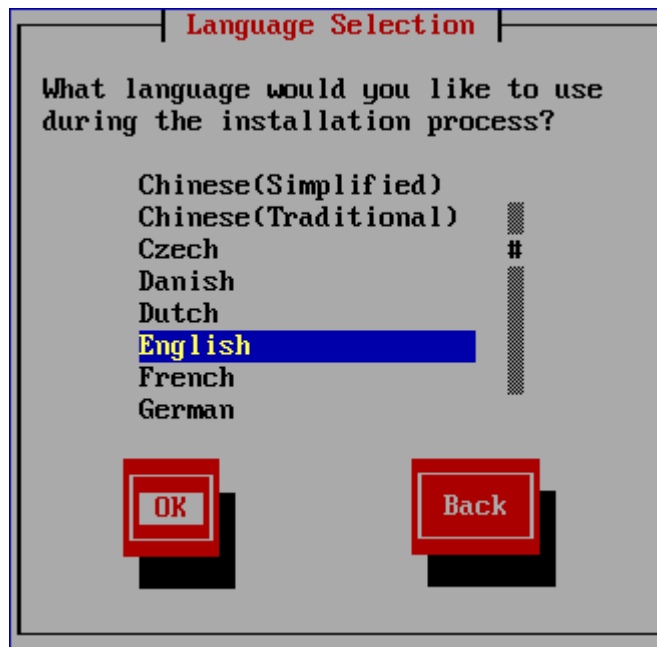 Language Selection
What language would you like to use
during the installation process?
Chinese(Simplified)
Chinese(Traditional)
Czech
#
Danish
Dutch
English
French
German
OK
Back